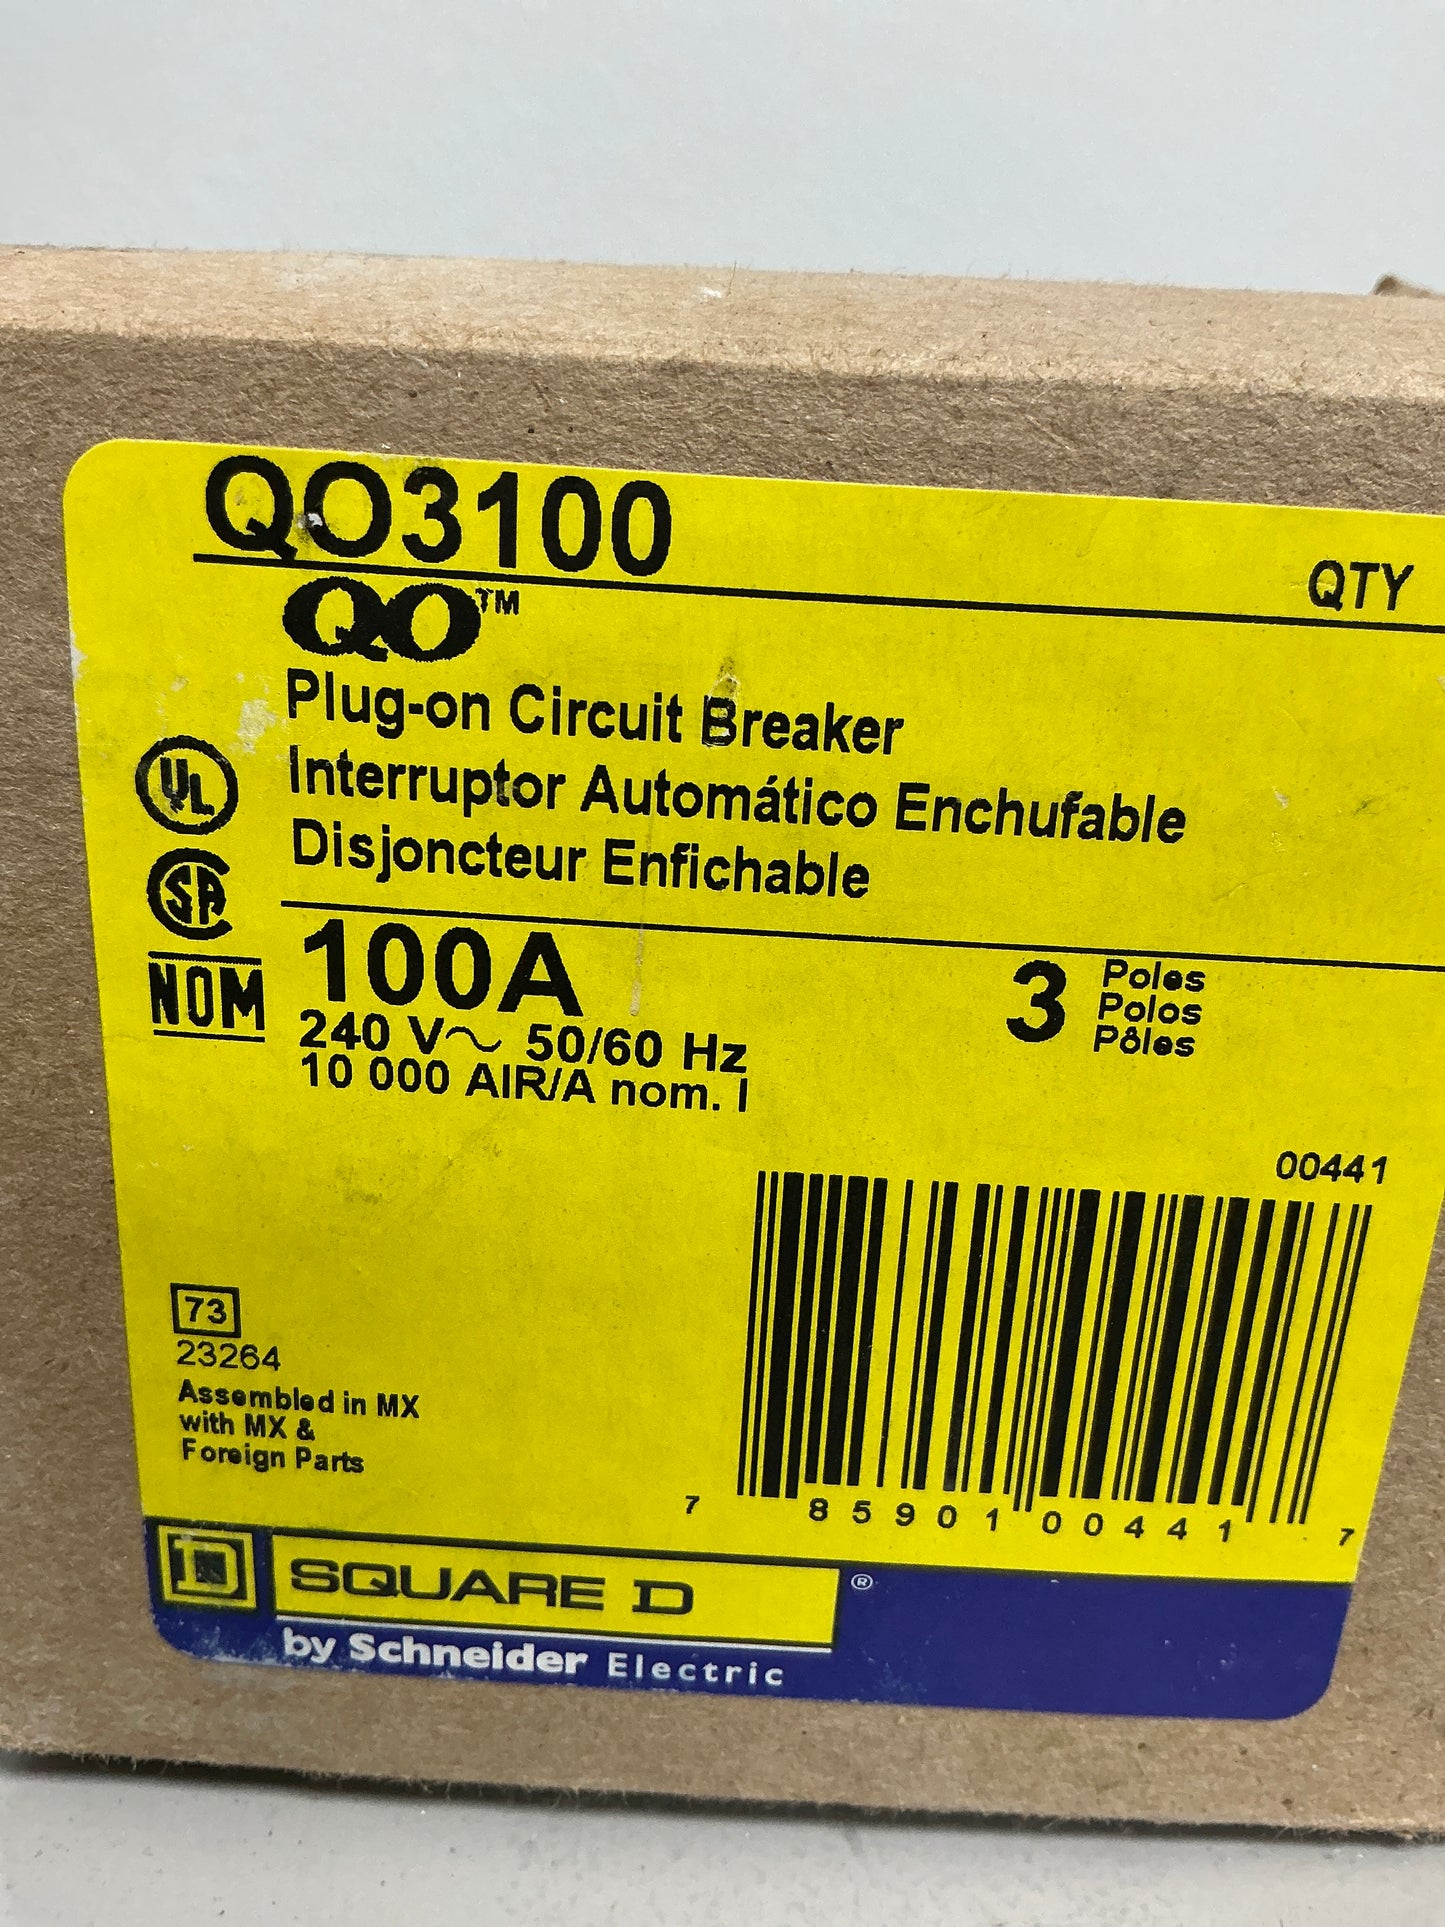 QO3100
QTY
QO™
Plug-on Circuit Breaker
Interruptor Automático Enchufable
Disjoncteur Enfichable
UL
SA
NOM
100A
240 V~ 50/60 Hz
10 000 AIR/A nom. I
3 Poles
Polos
Pôles
00441
7 85901 00441 7
73
23264
Assembled in MX
with MX &
Foreign Parts
D SQUARE D ®
by Schneider Electric